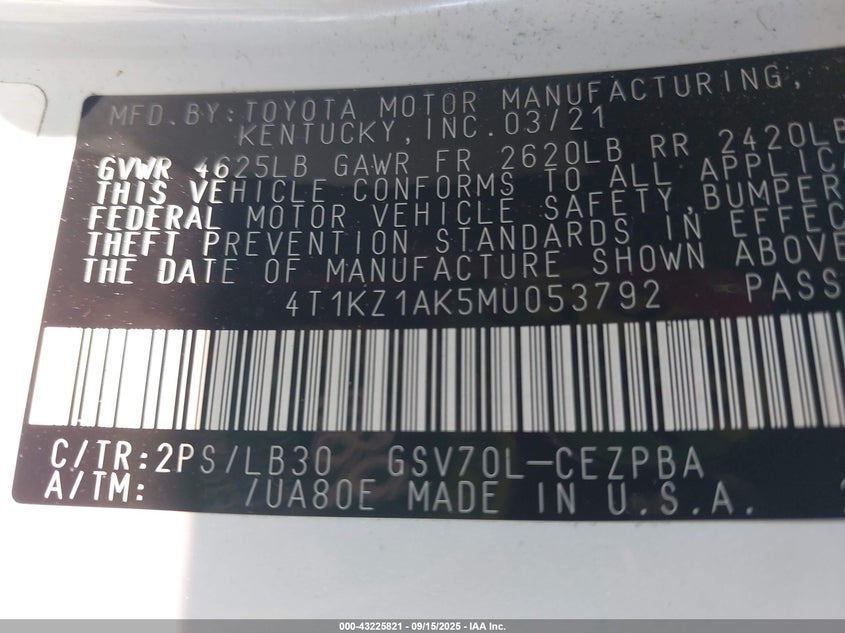 MFD.BY:TOYOTA MOTOR MANUFACTURING,
KENTUCKY,INC.03/21
GVWR 4625LB GAWR FR 2620LB RR 2420LB
THIS VEHICLE CONFORMS TO ALL APPLICA
FEDERAL MOTOR VEHICLE SAFETY,BUMPER
THEFT PREVENTION STANDARDS IN EFFEC
THE DATE OF MANUFACTURE SHOWN ABOVE
4T1KZ1AK5MU053792 PASS
C/TR:2PS/LB30 GSV70L-CEZPBA
A/TM: /UA80E MADE IN U.S.A.
000-43225821 - 09/15/2025 - IAA Inc.